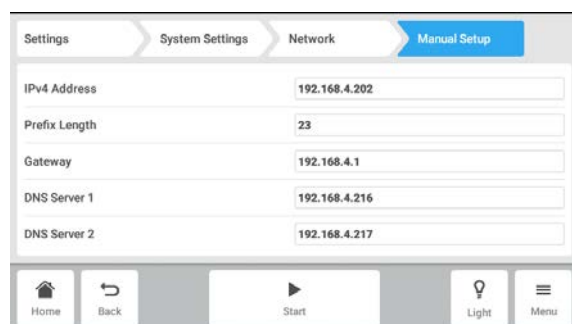 Settings System Settings Network Manual Setup
IPv4 Address 192.168.4.202
Prefix Length 23
Gateway 192.168.4.1
DNS Server 1 192.168.4.216
DNS Server 2 192.168.4.217
Home Back Start Light Menu